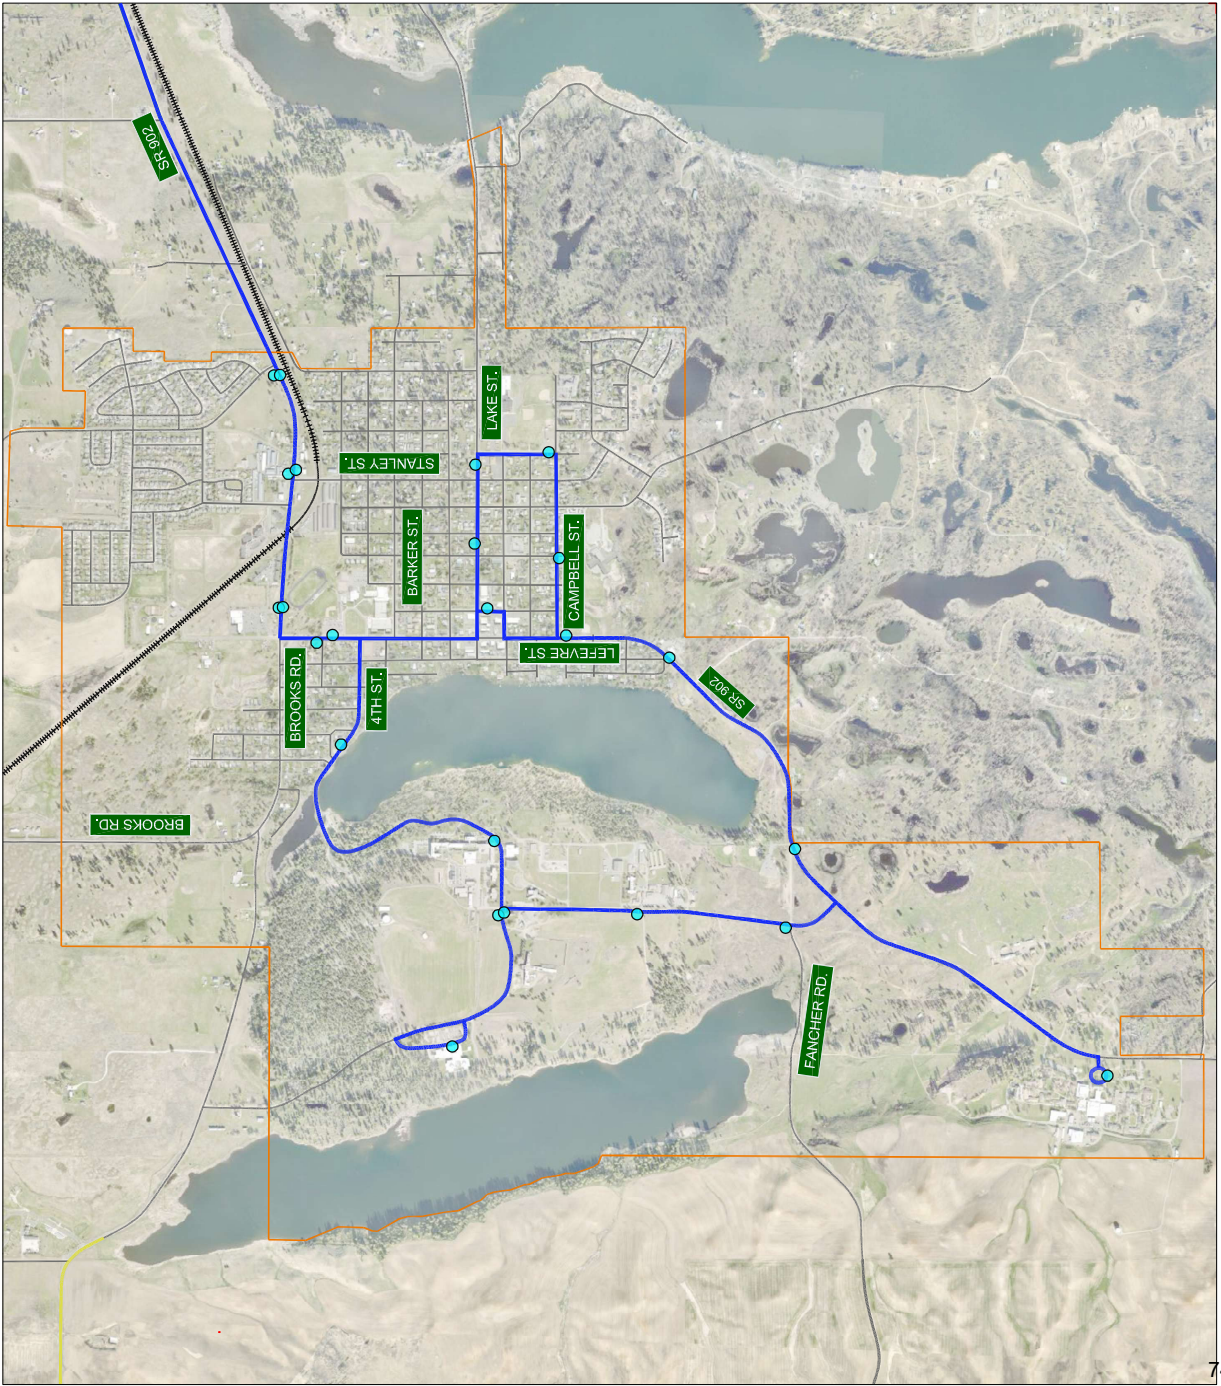 SR 902
LAKE ST.
STANLEY ST.
BARKER ST.
CAMPBELL ST.
LEFEVRE ST.
BROOKS RD.
4TH ST.
SR 902
BROOKS RD.
FANCHER RD.